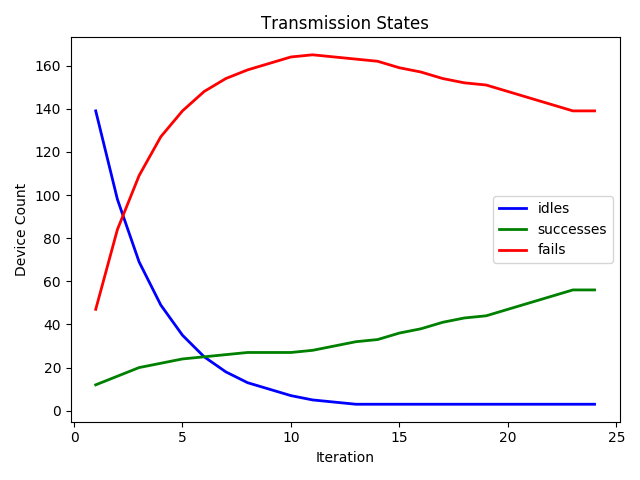 Transmission States
Device Count
160
140
120
100
80
60
40
20
0
0 5 10 15 20 25
Iteration
idles
successes
fails